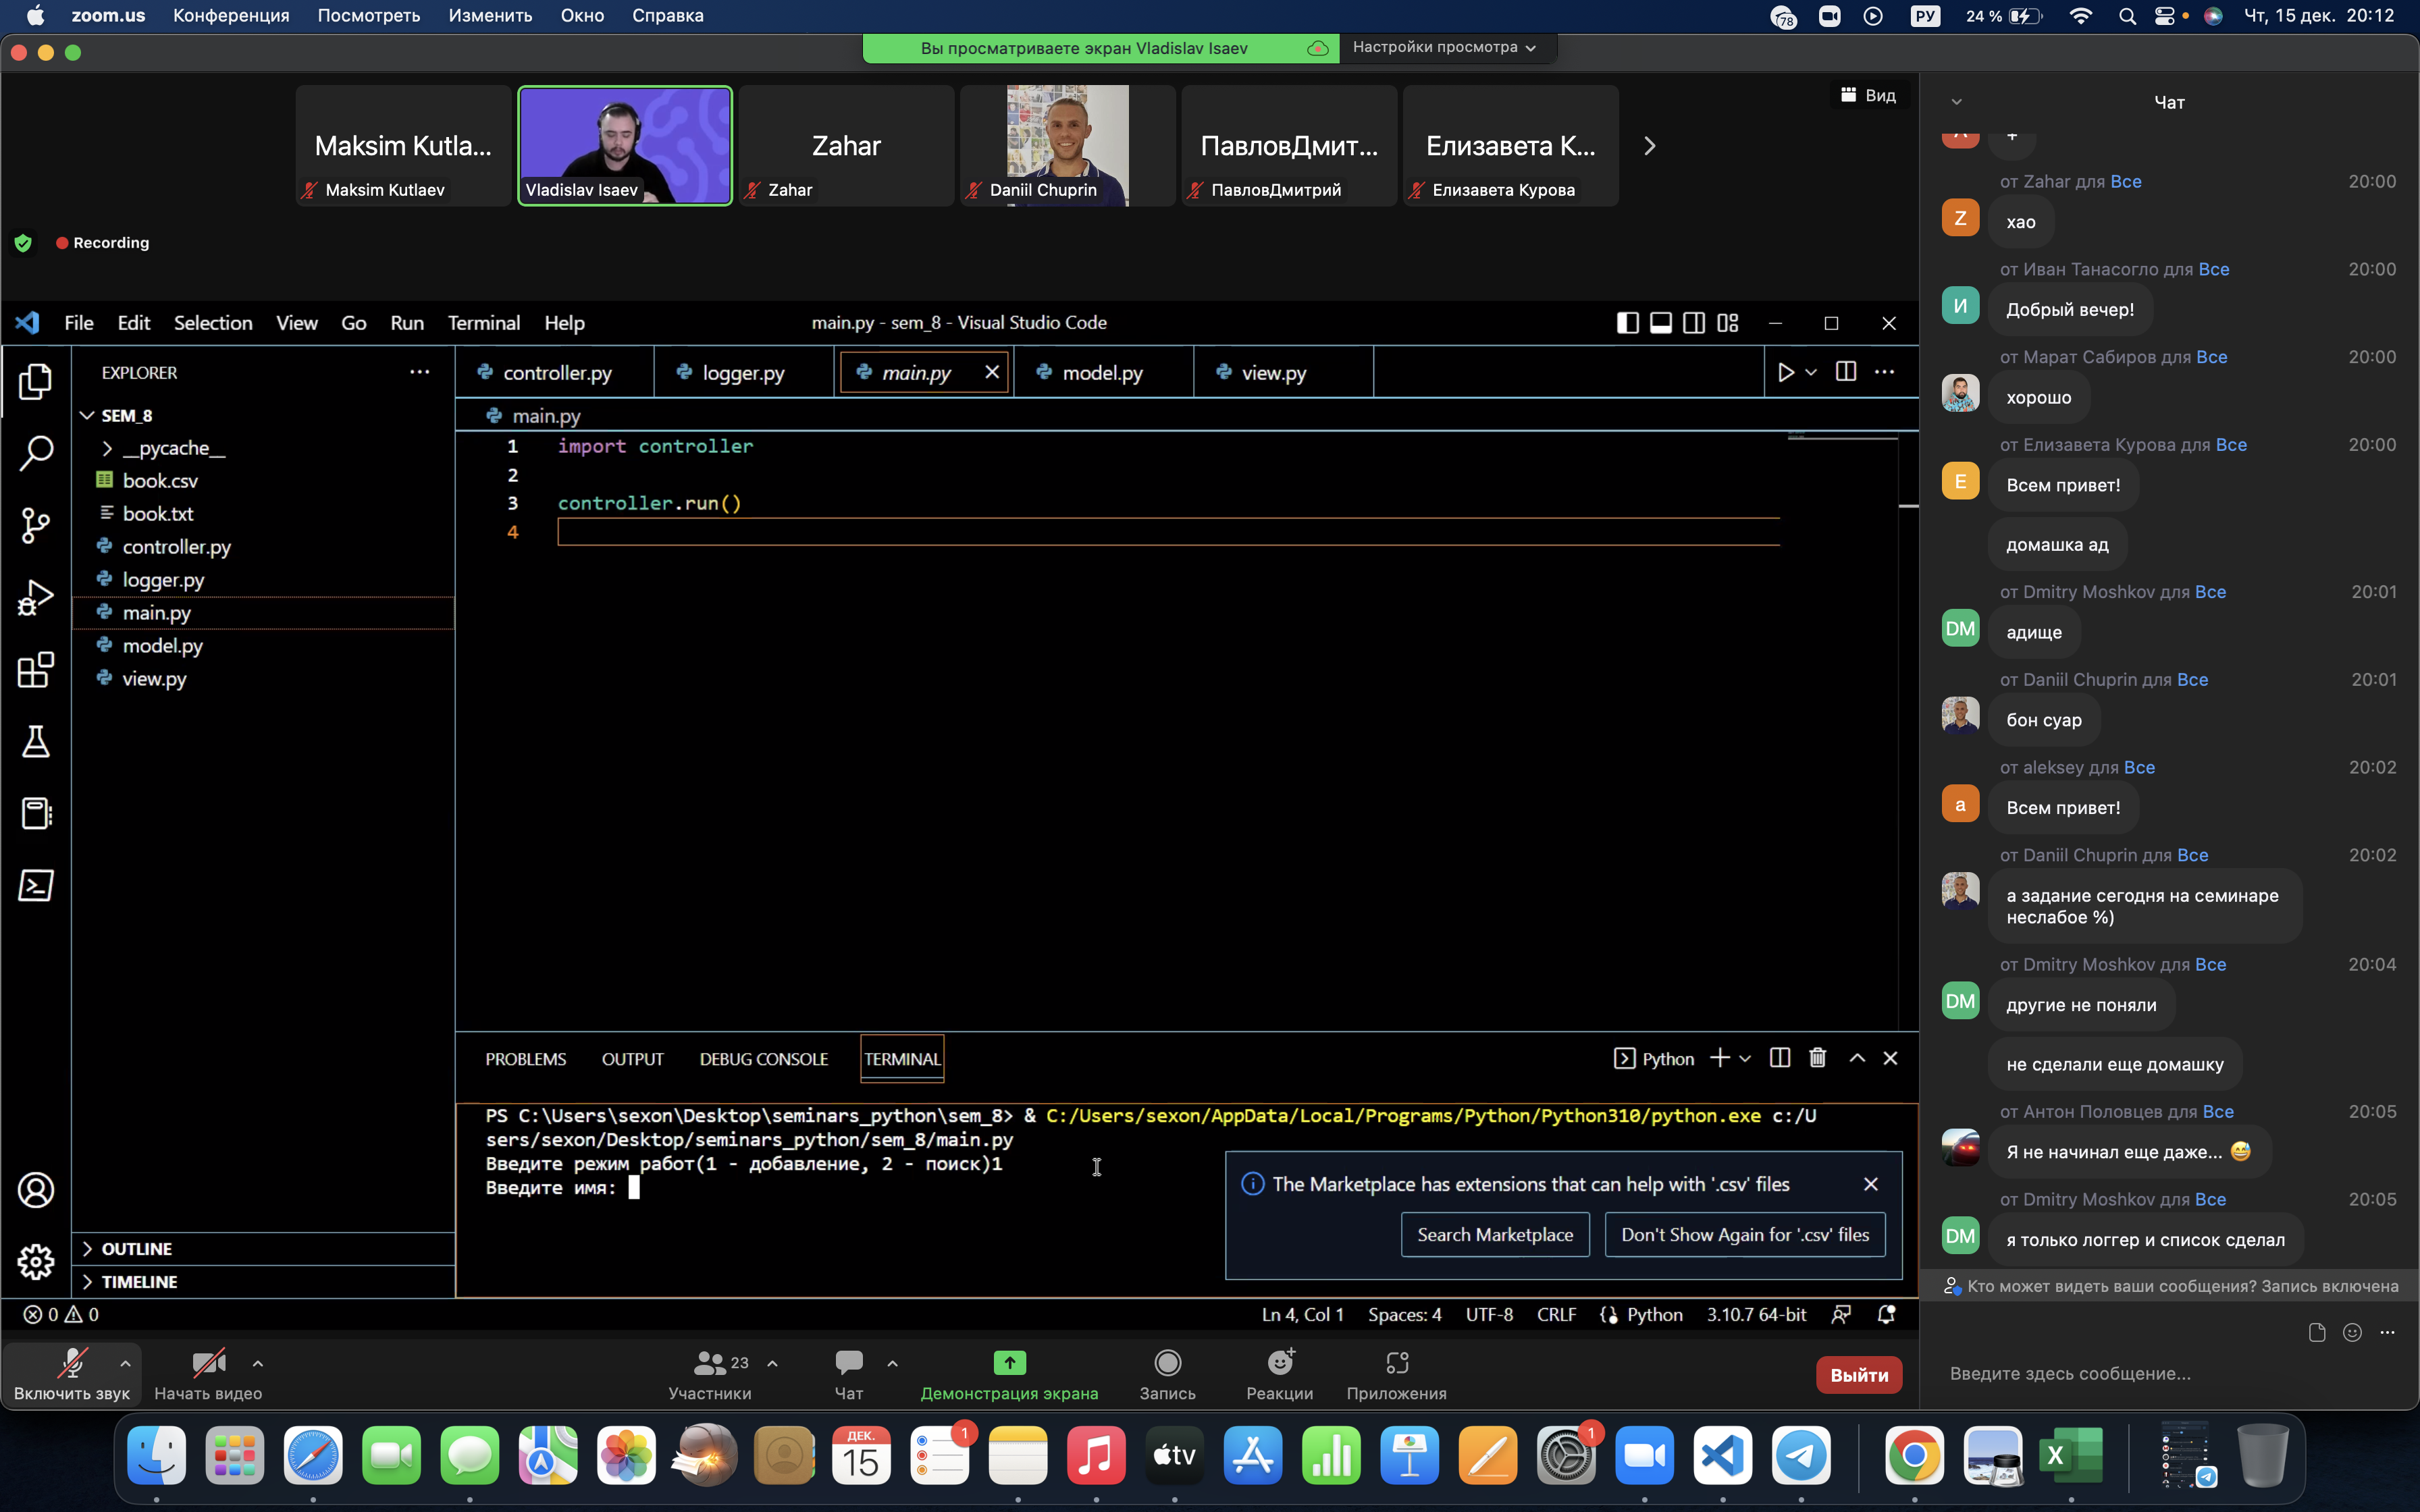 zoom.us Конференция Посмотреть Изменить Окно Справка 78 РУ 24 % Чт, 15 дек. 20:12
Вы просматриваете экран Vladislav Isaev Настройки просмотра
Вид
Maksim Kutla... Zahar ПавловДмит... Елизавета К...
Maksim Kutlaev Vladislav Isaev Zahar Daniil Chuprin ПавловДмитрий Елизавета Курова
Recording
File Edit Selection View Go Run Terminal Help main.py - sem_8 - Visual Studio Code
EXPLORER
controller.py logger.py main.py model.py view.py
SEM_8
__pycache__
book.csv
book.txt
controller.py
logger.py
main.py
model.py
view.py
OUTLINE
TIMELINE
main.py
1 import controller
2
3 controller.run()
4
PROBLEMS OUTPUT DEBUG CONSOLE TERMINAL Python
PS C:\Users\sexon\Desktop\seminars_python\sem_8> & C:/Users/sexon/AppData/Local/Programs/Python/Python310/python.exe c:/U
sers/sexon/Desktop/seminars_python/sem_8/main.py
Введите режим работ(1 - добавление, 2 - поиск)1
Введите имя:
The Marketplace has extensions that can help with '.csv' files
Search Marketplace Don't Show Again for '.csv' files
0 0 Ln 4, Col 1 Spaces: 4 UTF-8 CRLF Python 3.10.7 64-bit
Включить звук Начать видео 23 Участники Чат Демонстрация экрана Запись Реакции Приложения Выйти
Чат
+
от Zahar для Все 20:00
Z хао
от Иван Танасогло для Все 20:00
И Добрый вечер!
от Марат Сабиров для Все 20:00
хорошо
от Елизавета Курова для Все 20:00
E Всем привет!
домашка ад
от Dmitry Moshkov для Все 20:01
DM адище
от Daniil Chuprin для Все 20:01
бон суар
от aleksey для Все 20:02
a Всем привет!
от Daniil Chuprin для Все 20:02
а задание сегодня на семинаре
неслабое %)
от Dmitry Moshkov для Все 20:04
DM другие не поняли
не сделали еще домашку
от Антон Половцев для Все 20:05
Я не начинал еще даже... 😅
от Dmitry Moshkov для Все 20:05
DM я только логгер и список сделал
Кто может видеть ваши сообщения? Запись включена
Введите здесь сообщение...
ДЕК.
15
1
tv
1
X